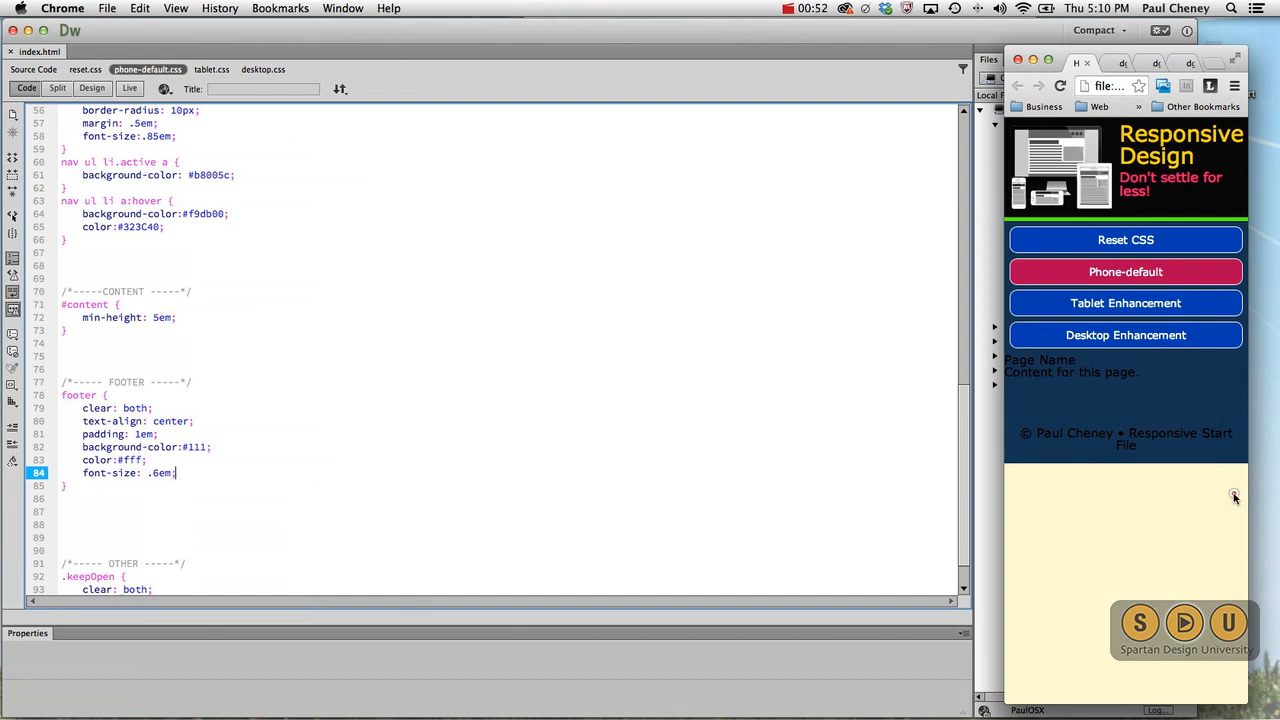 Chrome File Edit View History Bookmarks Window Help 00:52 Thu 5:10 PM Paul Cheney
Dw Compact
× index.html
Source Code reset.css phone-default.css tablet.css desktop.css
Code Split Design Live Title:
56 border-radius: 10px;
57 margin: .5em;
58 font-size:.85em;
59 }
60 nav ul li.active a {
61 background-color: #b8005c;
62 }
63 nav ul li a:hover {
64 background-color:#f9db00;
65 color:#323C40;
66 }
67
68
69
70 /*-----CONTENT -----*/
71 #content {
72 min-height: 5em;
73 }
74
75
76
77 /*----- FOOTER -----*/
78 footer {
79 clear: both;
80 text-align: center;
81 padding: 1em;
82 background-color:#111;
83 color:#fff;
84 font-size: .6em;
85 }
86
87
88
89
90
91 /*----- OTHER -----*/
92 .keepOpen {
93 clear: both;
Properties
Files
Local F
file:...
Business Web » Other Bookmarks
Responsive
Design
Don't settle for
less!
Reset CSS
Phone-default
Tablet Enhancement
Desktop Enhancement
Page Name
Content for this page.
© Paul Cheney • Responsive Start
File
S D U
Spartan Design University
PaulOSX Log...